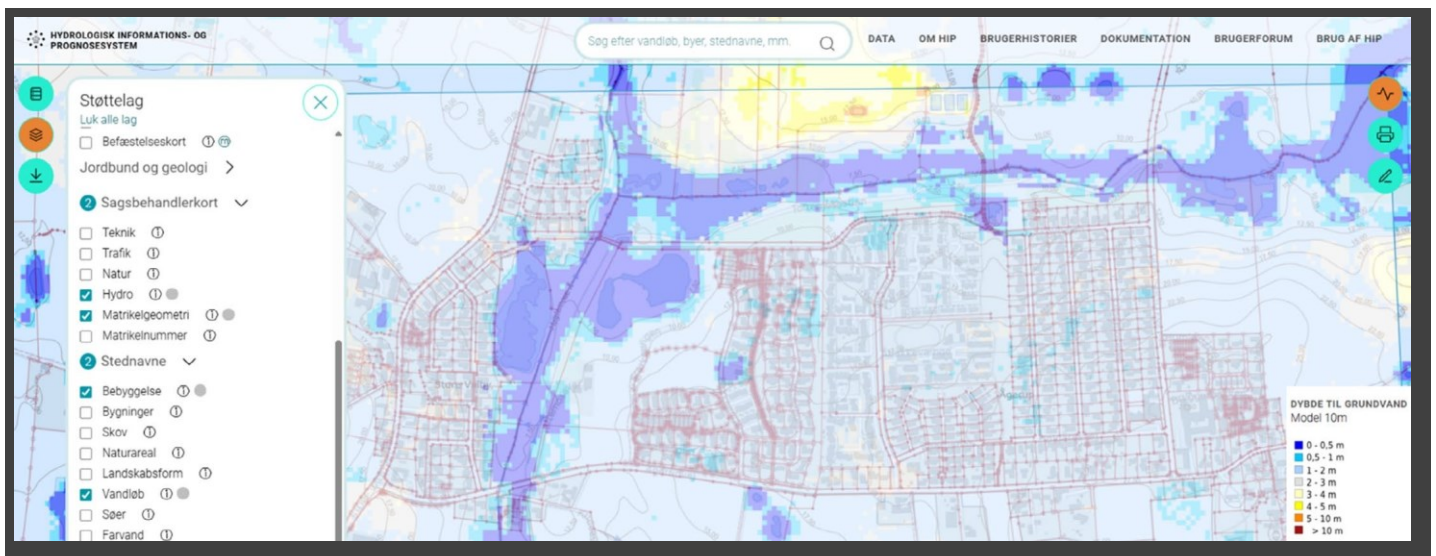 HYDROLOGISK INFORMATIONS- OG
PROGNOSESYSTEM
Søg efter vandløb, byer, stednavne, mm.
DATA
OM HIP
BRUGERHISTORIER
DOKUMENTATION
BRUGERFORUM
BRUG AF HIP
Støttelag
Luk alle lag
Befæstelseskort
Jordbund og geologi
2 Sagsbehandlerkort
Teknik
Trafik
Natur
Hydro
Matrikelgeometri
Matrikelnummer
2 Stednavne
Bebyggelse
Bygninger
Skov
Naturareal
Landskabsform
Vandløb
Søer
Farvand
DYBDE TIL GRUNDVAND
Model 10m
0 - 0,5 m
0,5 - 1 m
1 - 2 m
2 - 3 m
3 - 4 m
4 - 5 m
5 - 10 m
> 10 m